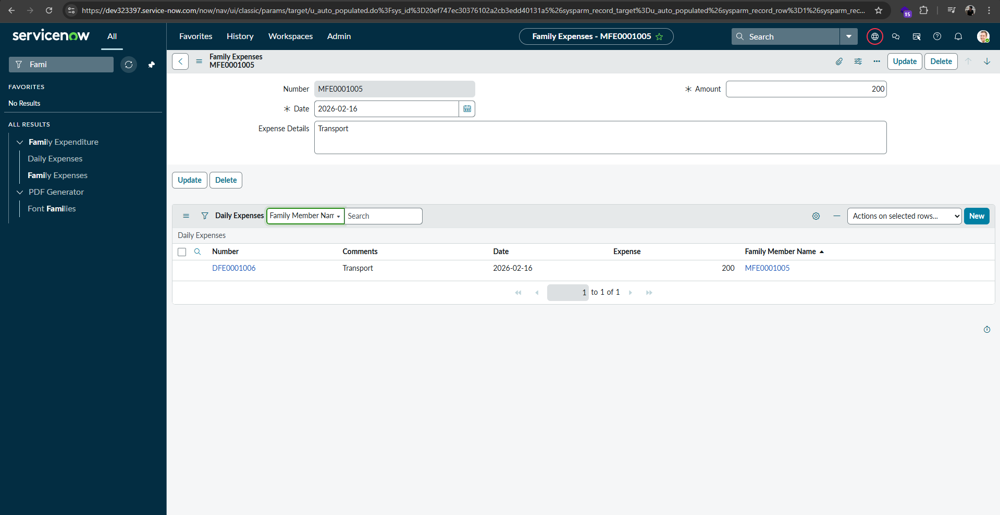 https://dev323397.service-now.com/now/nav/ui/classic/params/target/u_auto_populated.do%3Fsys_id%3D20ef747ec30376102a2cb3edd40131a5%26sysparm_record_target%3Du_auto_populated%26sysparm_record_row%3D1%26sysparm_rec...
15
servicenow
All
Favorites
History
Workspaces
Admin
Family Expenses - MFE0001005
Search
Fami
FAVORITES
No Results
ALL RESULTS
Family Expenditure
Daily Expenses
Family Expenses
PDF Generator
Font Families
Family Expenses
MFE0001005
Update
Delete
Number
MFE0001005
Amount
200
Date
2026-02-16
Expense Details
Transport
Update
Delete
Daily Expenses
Family Member Nam
Search
Actions on selected rows...
New
Daily Expenses
Number
Comments
Date
Expense
Family Member Name
DFE0001006
Transport
2026-02-16
200
MFE0001005
1 to 1 of 1